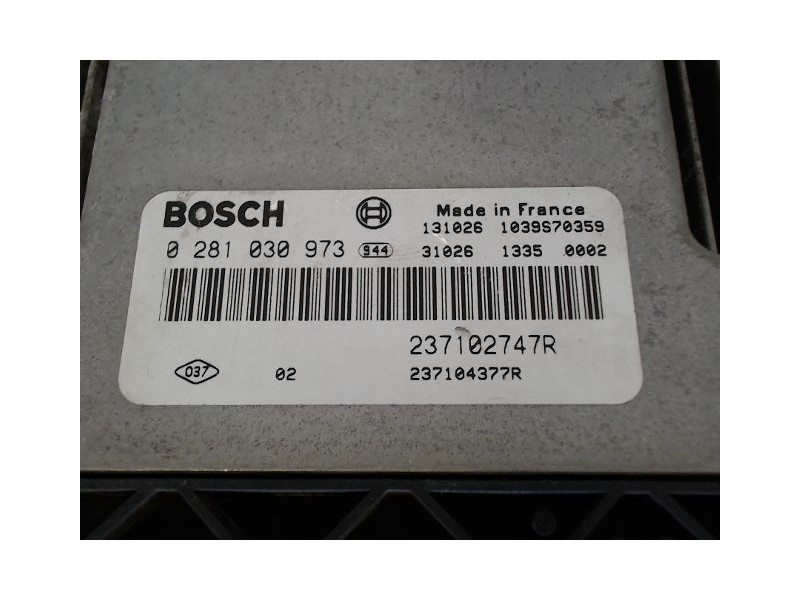 BOSCH Made in France
131026 1039S70359
0 281 030 973 944 31026 1335 0002
237102747R
037 02 237104377R